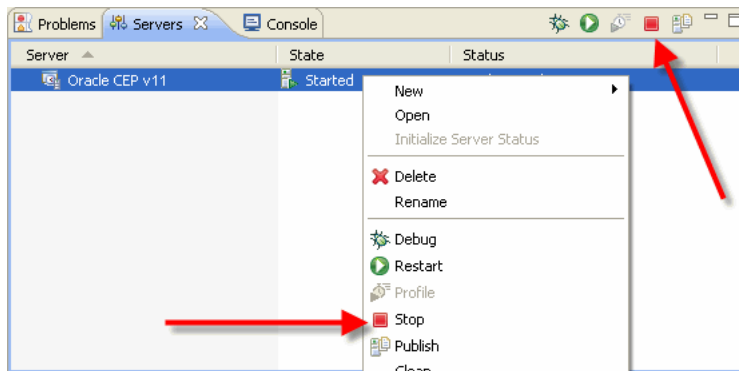 Problems Servers Console
Server State Status
Oracle CEP v11 Started
New
Open
Initialize Server Status
Delete
Rename
Debug
Restart
Profile
Stop
Publish
Clean